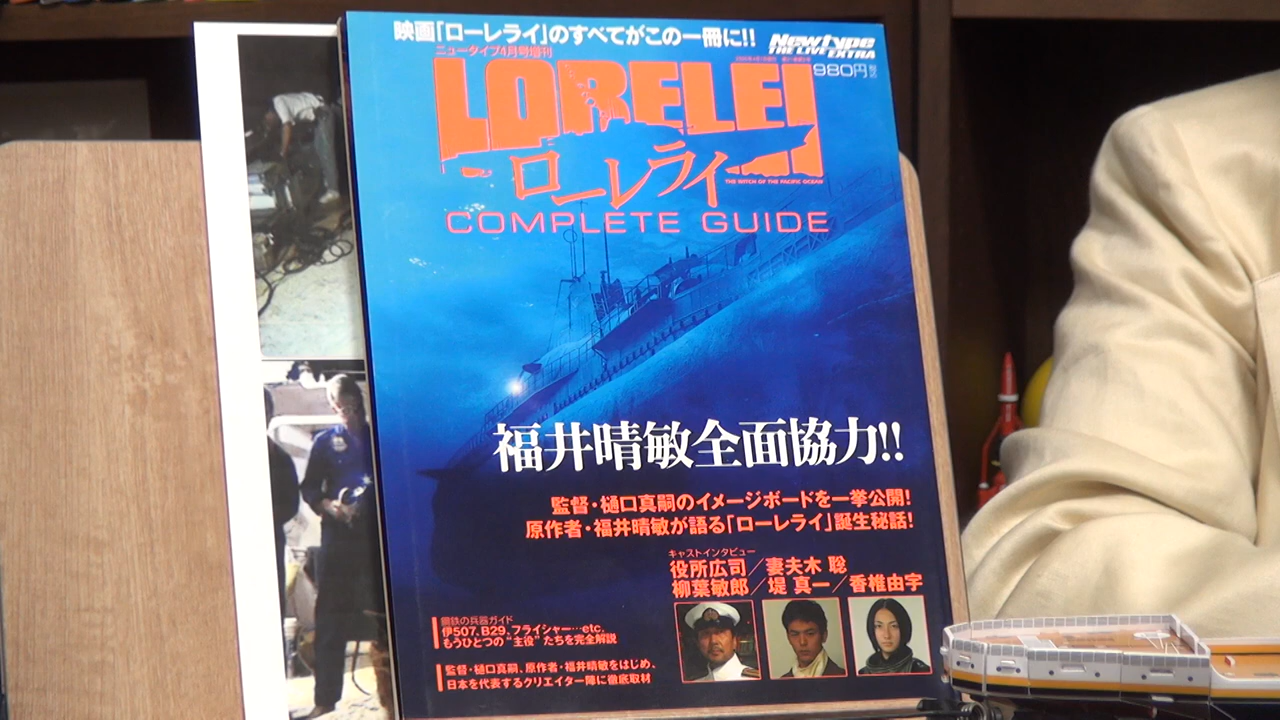 映画「ローレライ」のすべてがこの一冊に!!
Newtype
THE LIVE EXTRA
ニュータイプ4月号増刊
980円
LORELEI
ローレライ
THE WITCH OF THE PACIFIC OCEAN
COMPLETE GUIDE
福井晴敏全面協力!!
監督・樋口真嗣のイメージボードを一挙公開!
原作者・福井晴敏が語る「ローレライ」誕生秘話!
キャストインタビュー
役所広司／妻夫木 聡
柳葉敏郎／堤 真一／香椎由宇
鋼鉄の兵器ガイド
伊507、B29、フライシャー…etc.
もうひとつの“主役”たちを完全解説
監督・樋口真嗣、原作者・福井晴敏をはじめ、
日本を代表するクリエイター陣に徹底取材